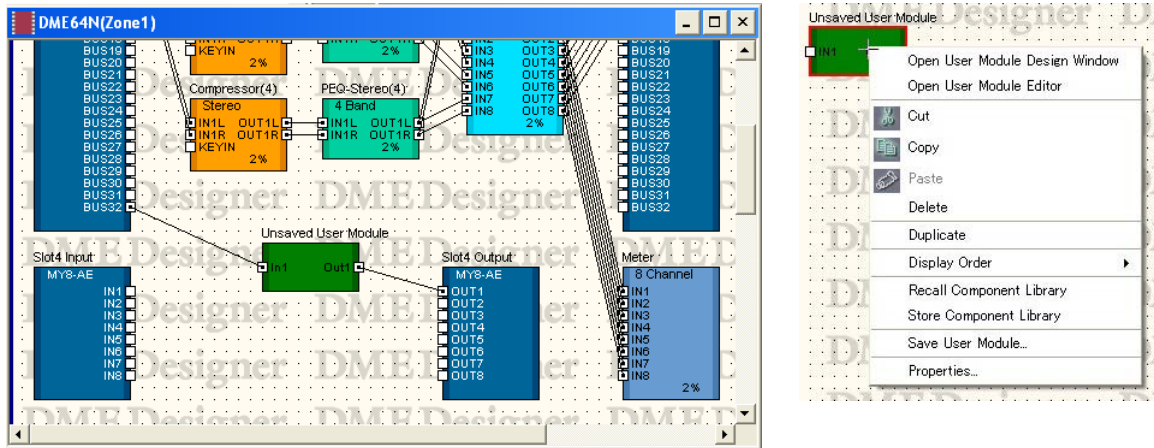 DME64N(Zone1)
BUS19
BUS20
BUS21
BUS22
BUS23
BUS24
BUS25
BUS26
BUS27
BUS28
BUS29
BUS30
BUS31
BUS32
KEYIN
2%
2%
IN3 OUT3
IN4 OUT4
IN5 OUT5
IN6 OUT6
IN7 OUT7
IN8 OUT8
2%
Compressor(4)
Stereo
IN1L OUT1L
IN1R OUT1R
KEYIN
2%
PEQ-Stereo(4)
4 Band
IN1L OUT1L
IN1R OUT1R
2%
BUS19
BUS20
BUS21
BUS22
BUS23
BUS24
BUS25
BUS26
BUS27
BUS28
BUS29
BUS30
BUS31
BUS32
Unsaved User Module
In1 Out1
Slot4 Input
MY8-AE
IN1
IN2
IN3
IN4
IN5
IN6
IN7
IN8
Slot4 Output
MY8-AE
OUT1
OUT2
OUT3
OUT4
OUT5
OUT6
OUT7
OUT8
Meter
8 Channel
IN1
IN2
IN3
IN4
IN5
IN6
IN7
IN8
2%
DME Designer
Unsaved User Module
IN1
Open User Module Design Window
Open User Module Editor
Cut
Copy
Paste
Delete
Duplicate
Display Order
Recall Component Library
Store Component Library
Save User Module...
Properties...